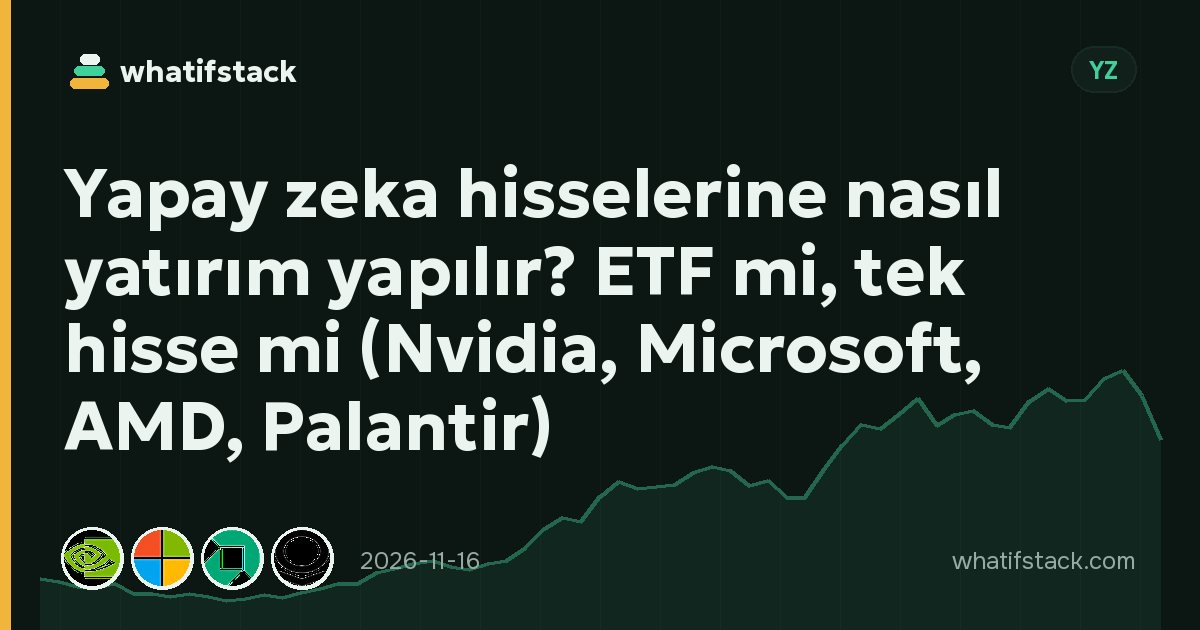 whatifstack
YZ
Yapay zeka hisselerine nasıl
yatırım yapılır? ETF mi, tek
hisse mi (Nvidia, Microsoft,
AMD, Palantir)
2026-11-16
whatifstack.com